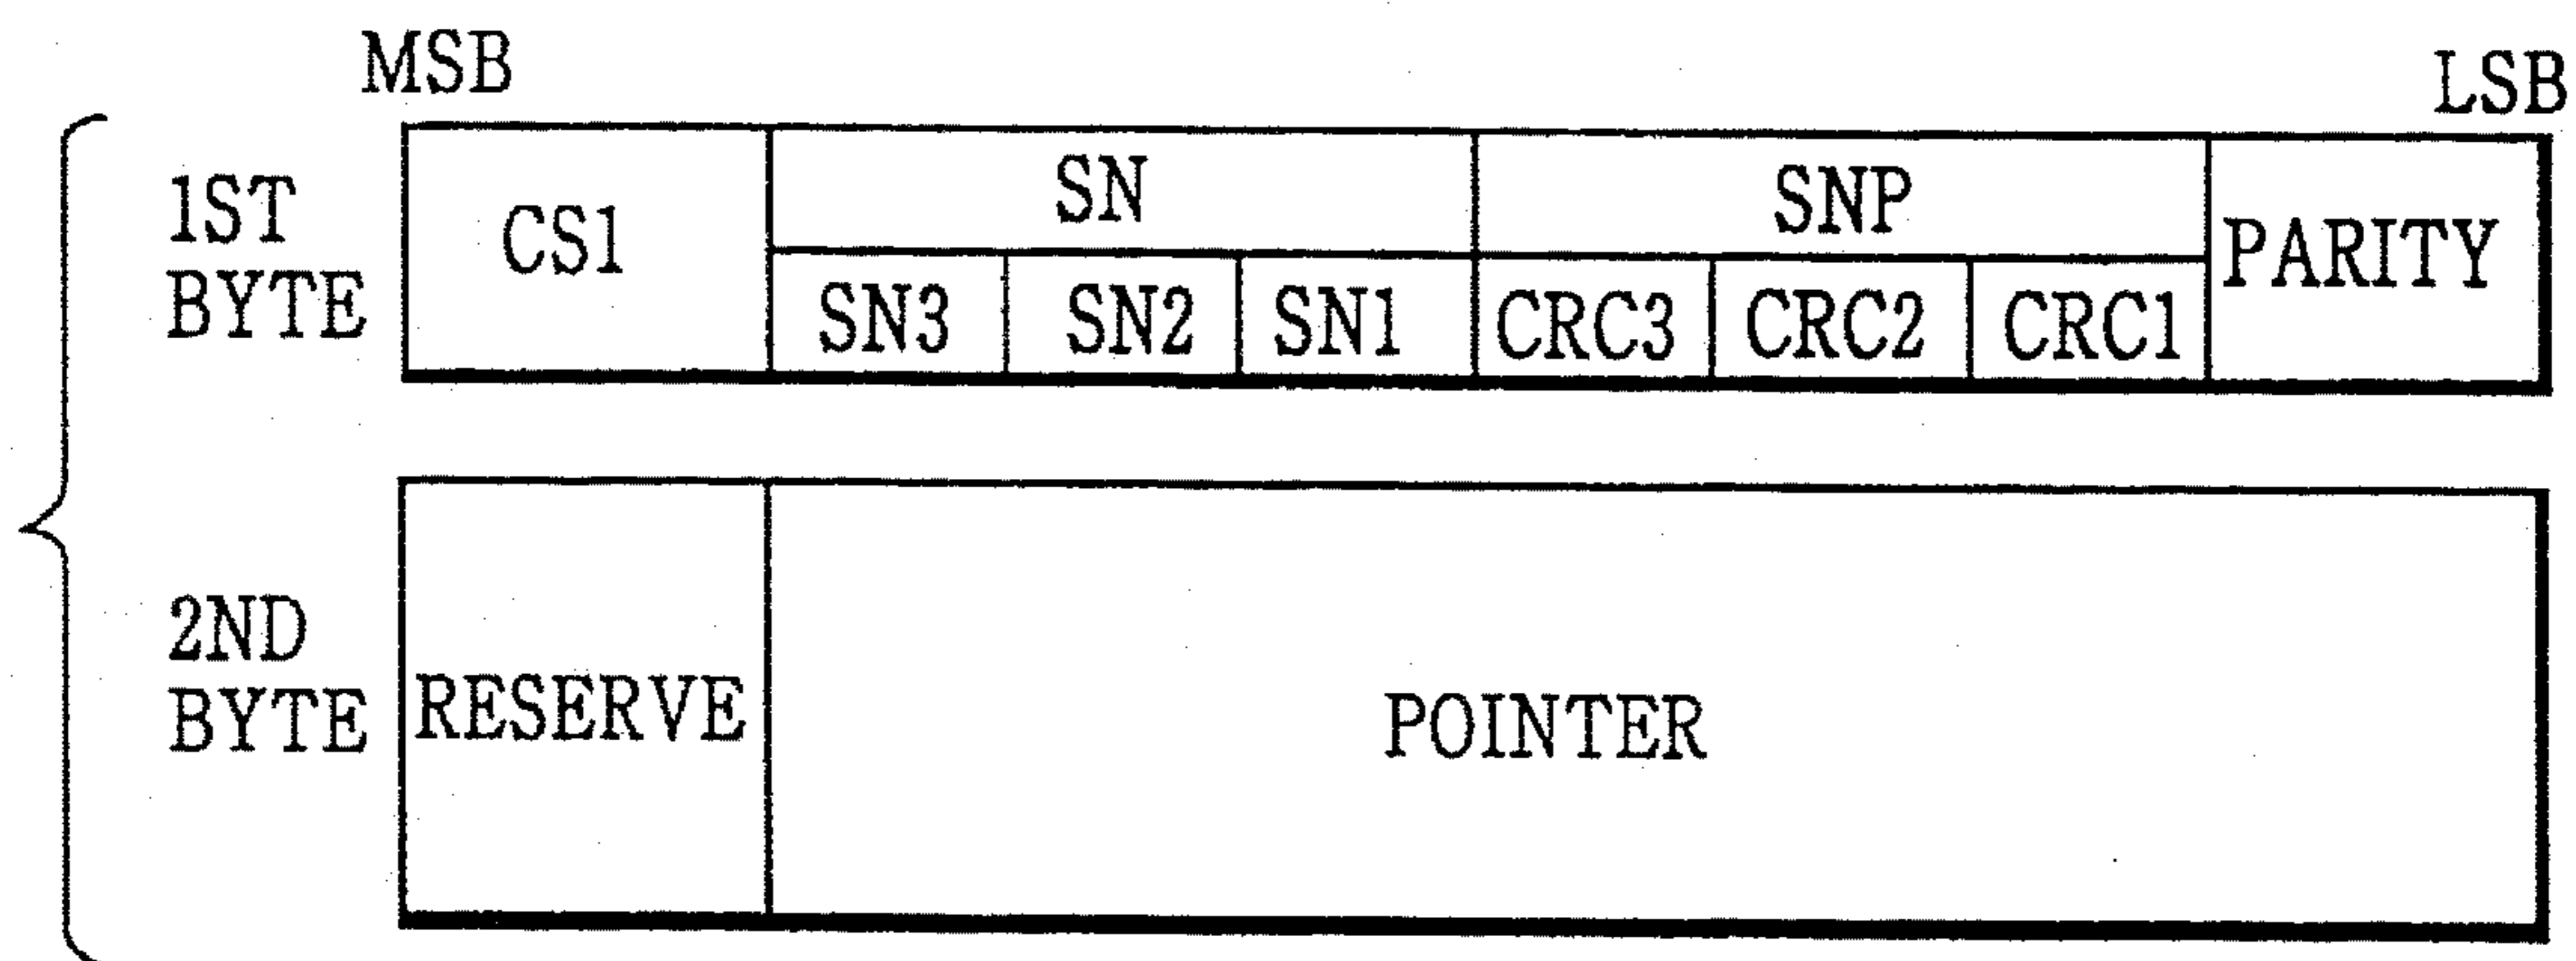 MSB
LSB
1ST
BYTE
CS1
SN
SNP
PARITY
SN3
SN2
SN1
CRC3
CRC2
CRC1
2ND
BYTE
RESERVE
POINTER